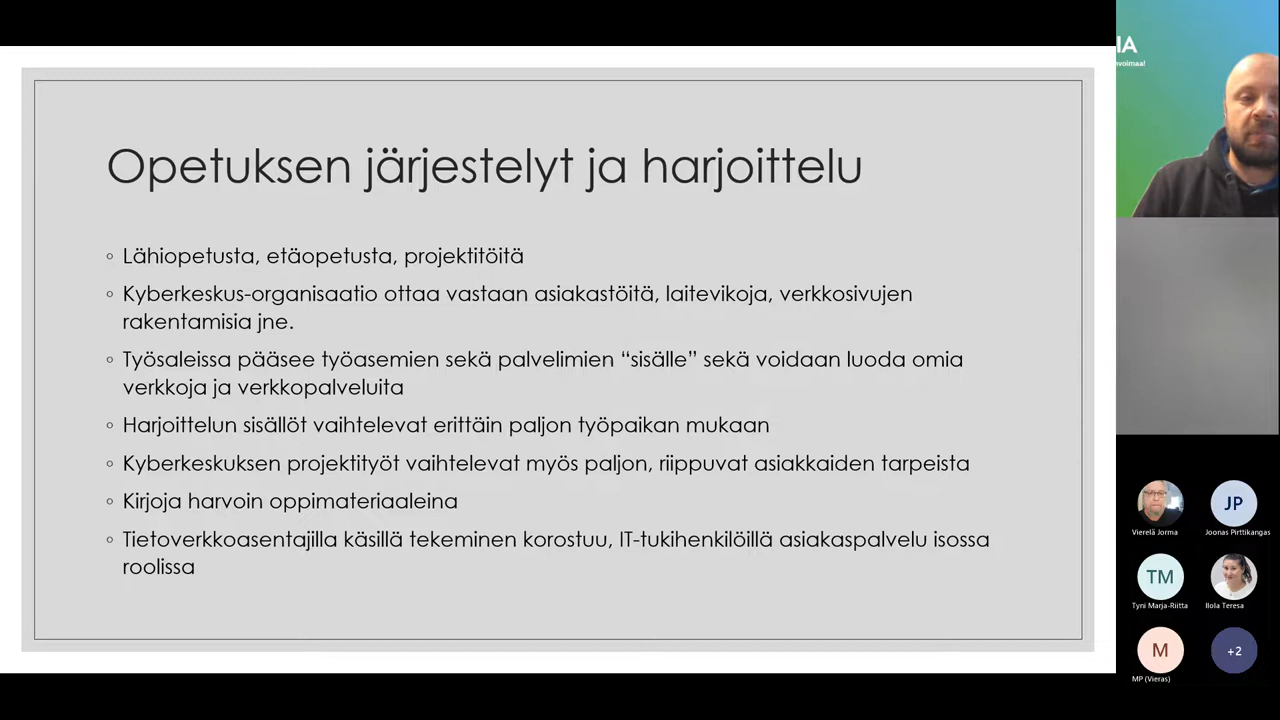 Opetuksen järjestelyt ja harjoittelu
◦ Lähiopetusta, etäopetusta, projektitöitä
◦ Kyberkeskus-organisaatio ottaa vastaan asiakastöitä, laitevikoja, verkkosivujen
rakentamisia jne.
◦ Työsaleissa pääsee työasemien sekä palvelimien “sisälle” sekä voidaan luoda omia
verkkoja ja verkkopalveluita
◦ Harjoittelun sisällöt vaihtelevat erittäin paljon työpaikan mukaan
◦ Kyberkeskuksen projektityöt vaihtelevat myös paljon, riippuvat asiakkaiden tarpeista
◦ Kirjoja harvoin oppimateriaaleina
◦ Tietoverkkoasentajilla käsillä tekeminen korostuu, IT-tukihenkilöillä asiakaspalvelu isossa
roolissa
IA
voimaa!
JP
Vierelä Jorma
Joonas Pirttikangas
TM
Tyni Marja-Riitta
Ilola Teresa
M
+2
MP (Vieras)